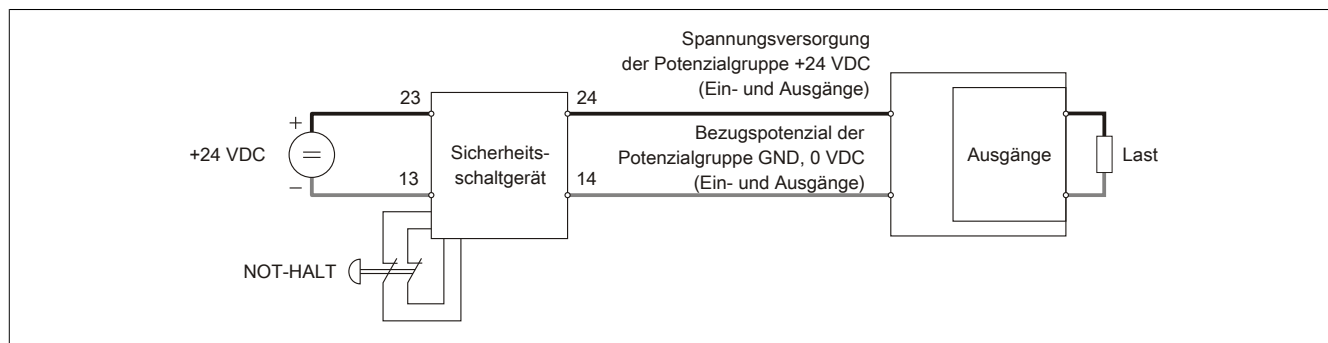 Spannungsversorgung
der Potenzialgruppe +24 VDC
(Ein- und Ausgänge)
23
24
+
+24 VDC
–
Sicherheits-
schaltgerät
Bezugspotenzial der
Potenzialgruppe GND, 0 VDC
(Ein- und Ausgänge)
Ausgänge
Last
13
14
NOT-HALT